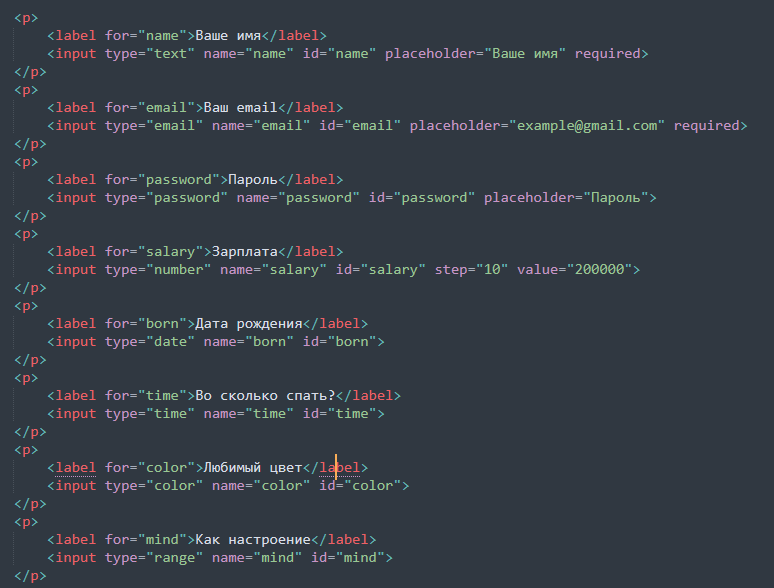 <p>
<label for="name">Ваше имя</label>
<input type="text" name="name" id="name" placeholder="Ваше имя" required>
</p>
<p>
<label for="email">Ваш email</label>
<input type="email" name="email" id="email" placeholder="example@gmail.com" required>
</p>
<p>
<label for="password">Пароль</label>
<input type="password" name="password" id="password" placeholder="Пароль">
</p>
<p>
<label for="salary">Зарплата</label>
<input type="number" name="salary" id="salary" step="10" value="200000">
</p>
<p>
<label for="born">Дата рождения</label>
<input type="date" name="born" id="born">
</p>
<p>
<label for="time">Во сколько спать?</label>
<input type="time" name="time" id="time">
</p>
<p>
<label for="color">Любимый цвет</label>
<input type="color" name="color" id="color">
</p>
<p>
<label for="mind">Как настроение</label>
<input type="range" name="mind" id="mind">
</p>